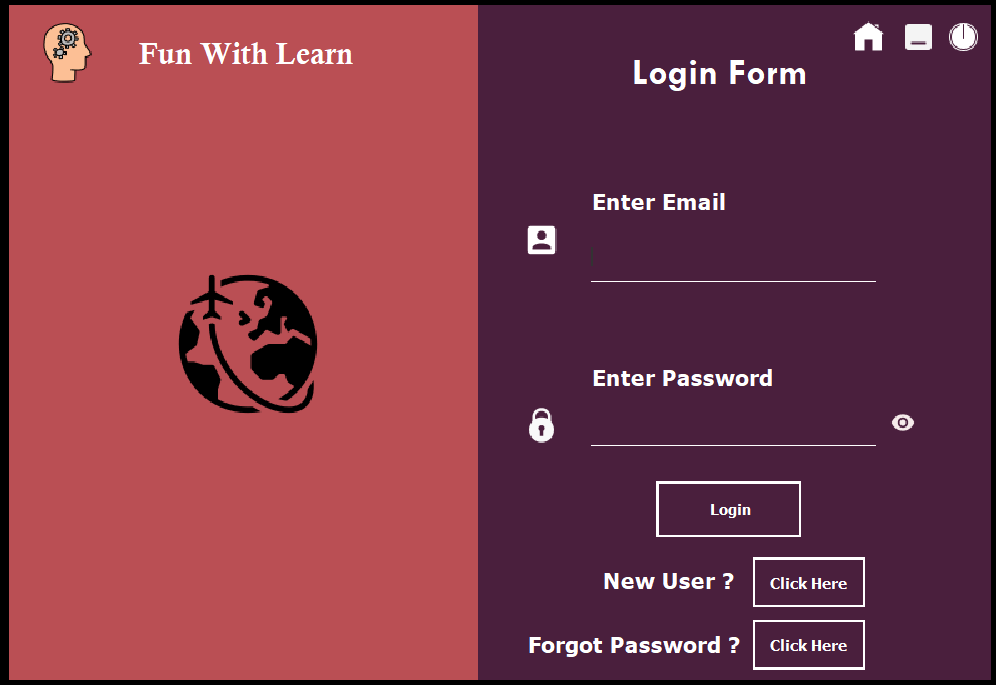 Fun With Learn
Login Form
Enter Email
Enter Password
Login
New User ?
Click Here
Forgot Password ?
Click Here